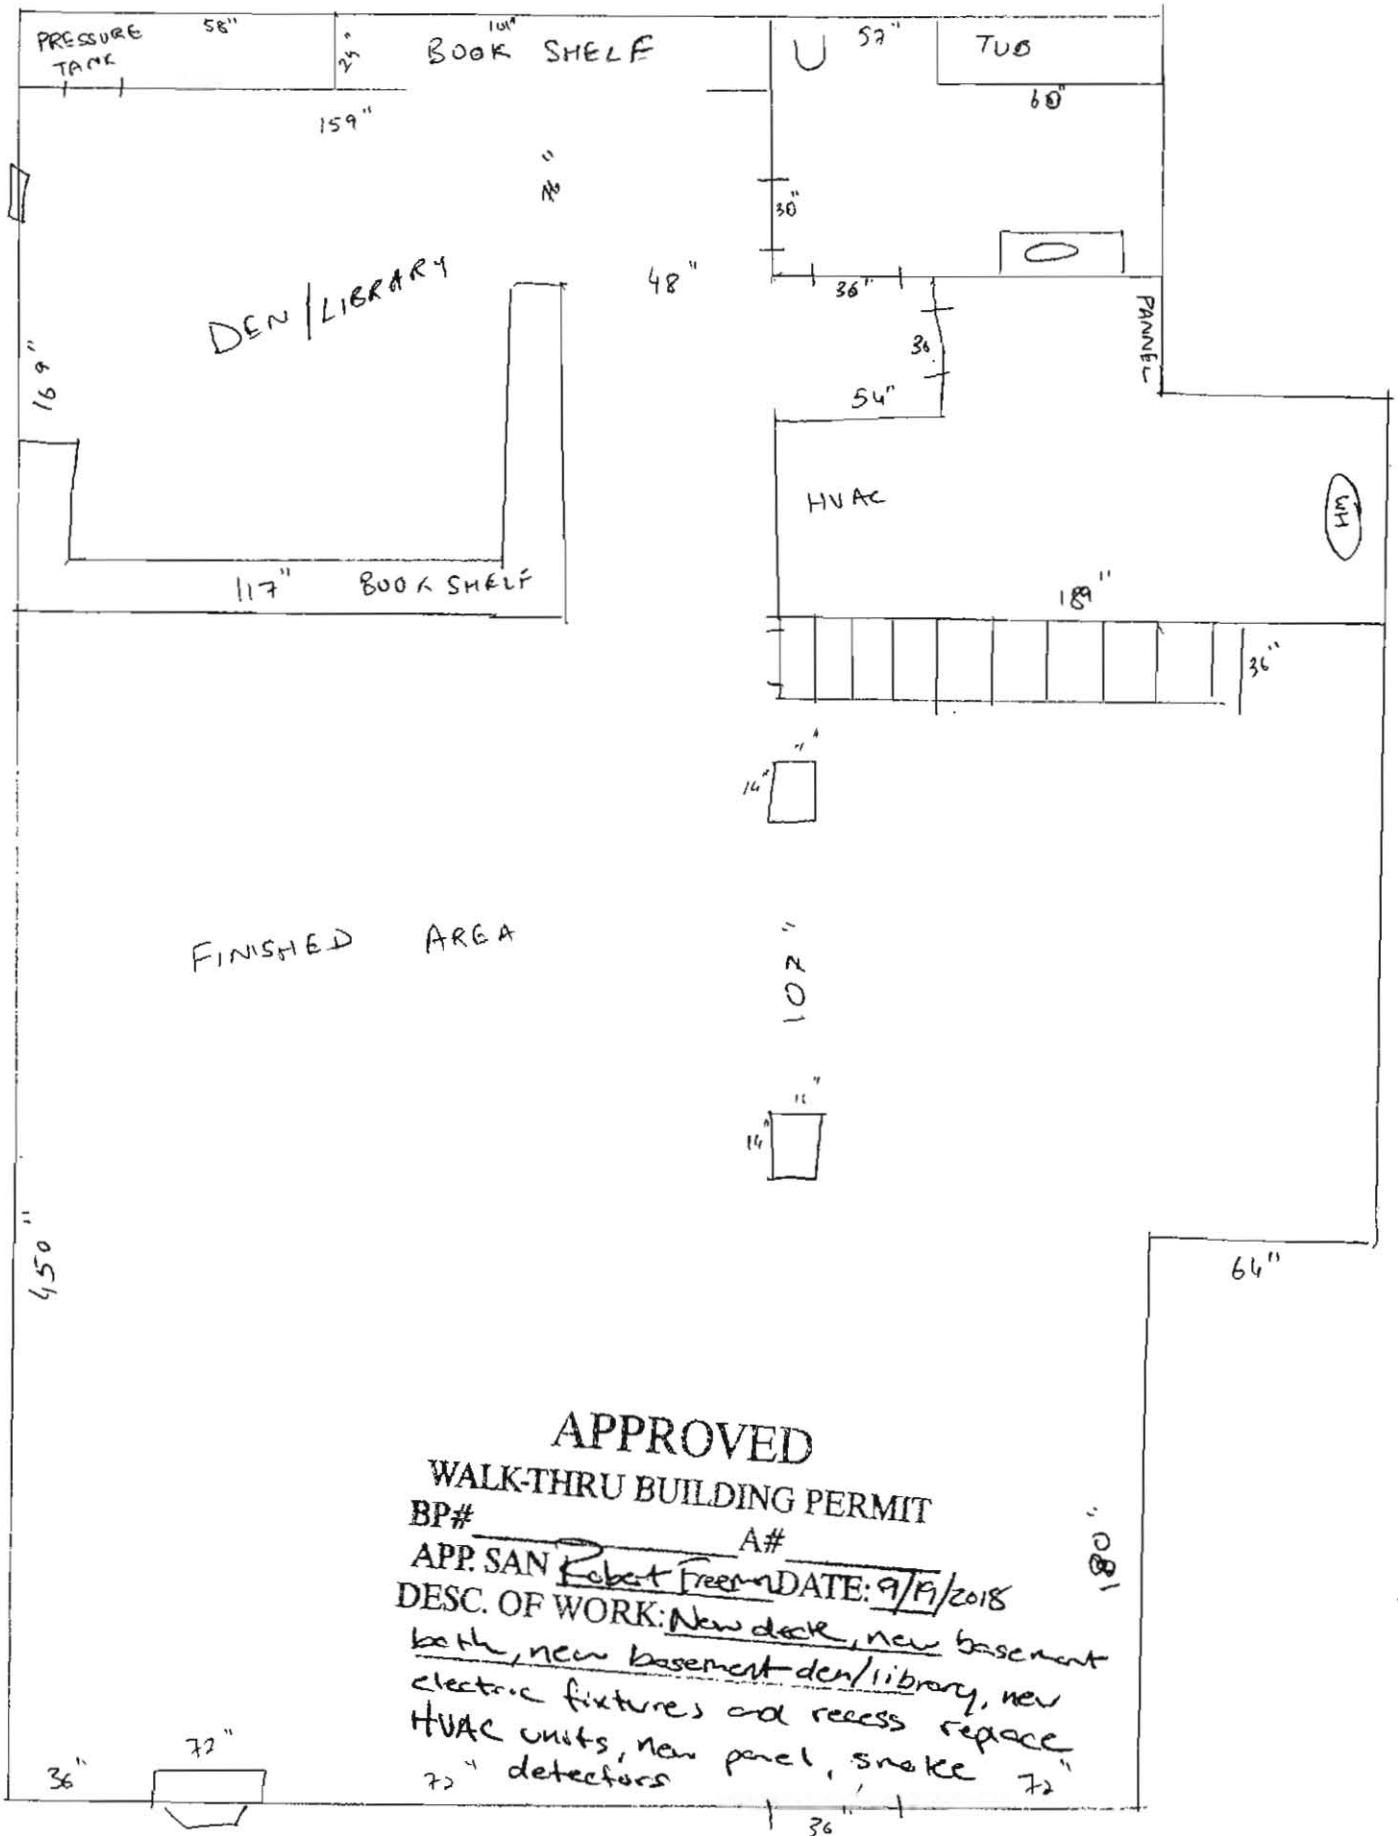 PRESSURE
TANK
58"
24"
101"
BOOK SHELF
52"
TUB
60"
159"
30"
DEN/LIBRARY
48"
36"
30
PANNEL
169"
54"
HVAC
WH
117" BOOK SHELF
189"
36"
14"
FINISHED AREA
102"
14"
11"
450"
64"
APPROVED
WALK-THRU BUILDING PERMIT
BP# A#
APP. SAN Robert Freeman DATE: 9/19/2018
DESC. OF WORK: New deck, new basement
bath, new basement den/library, new
electric fixtures and recess replace
HVAC units, new panel, smoke
detectors
180"
36"
72"
72"
72"
36"